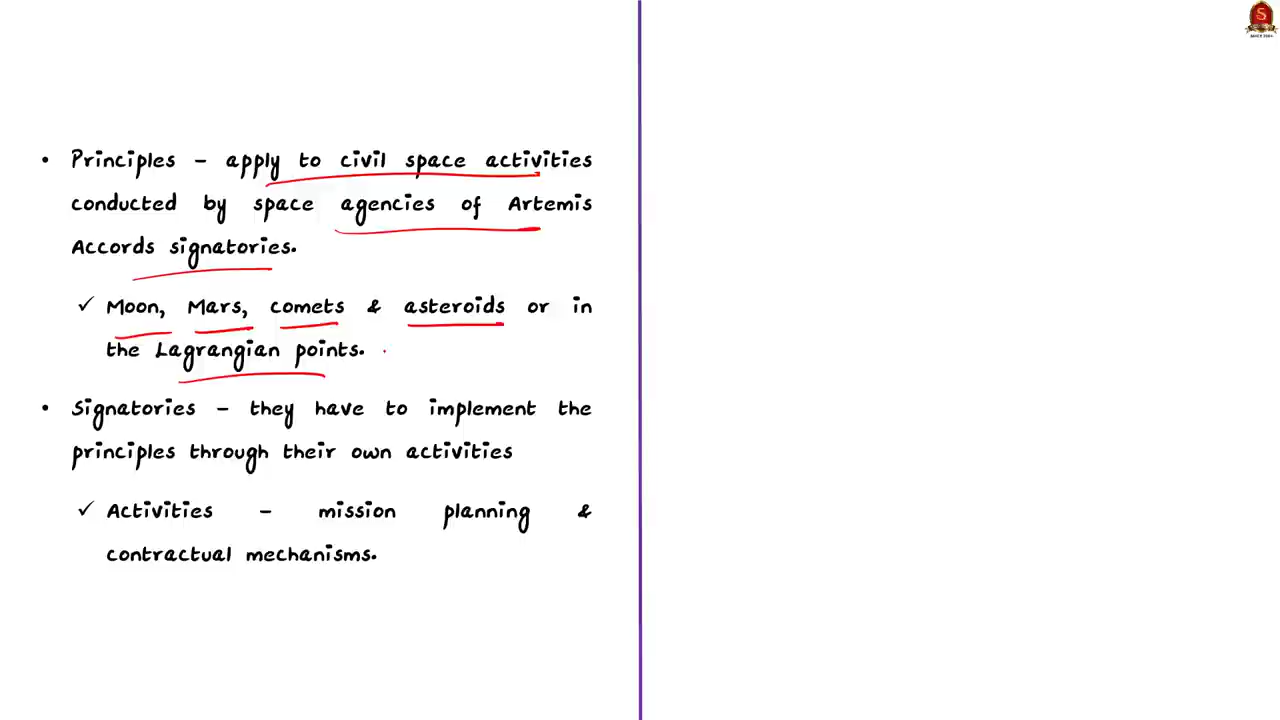 • Principles – apply to civil space activities
conducted by space agencies of Artemis
Accords signatories.
✓ Moon, Mars, comets & asteroids or in
the Lagrangian points.
• Signatories – they have to implement the
principles through their own activities
✓ Activities – mission planning &
contractual mechanisms.
S